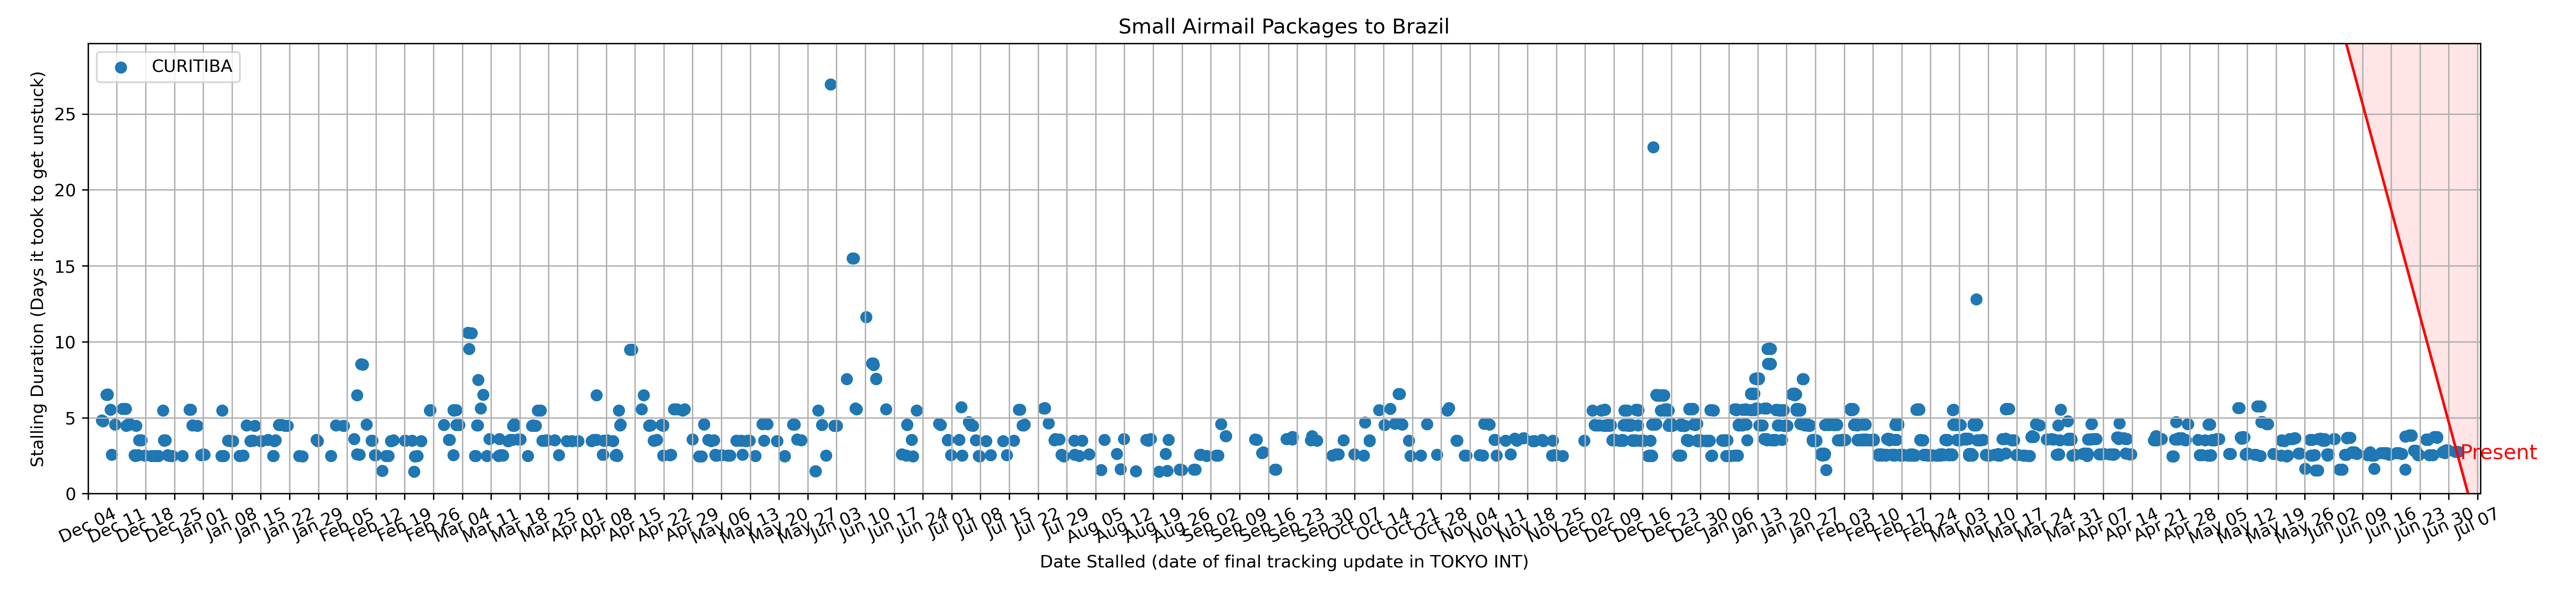 Small Airmail Packages to Brazil
CURITIBA
Stalling Duration (Days it took to get unstuck)
25
20
15
10
5
0
Present
Dec 04
Dec 11
Dec 18
Dec 25
Jan 01
Jan 08
Jan 15
Jan 22
Jan 29
Feb 05
Feb 12
Feb 19
Feb 26
Mar 04
Mar 11
Mar 18
Mar 25
Apr 01
Apr 08
Apr 15
Apr 22
Apr 29
May 06
May 13
May 20
May 27
Jun 03
Jun 10
Jun 17
Jun 24
Jul 01
Jul 08
Jul 15
Jul 22
Jul 29
Aug 05
Aug 12
Aug 19
Aug 26
Sep 02
Sep 09
Sep 16
Sep 23
Sep 30
Oct 07
Oct 14
Oct 21
Oct 28
Nov 04
Nov 11
Nov 18
Nov 25
Dec 02
Dec 09
Dec 16
Dec 23
Dec 30
Jan 06
Jan 13
Jan 20
Jan 27
Feb 03
Feb 10
Feb 17
Feb 24
Mar 03
Mar 10
Mar 17
Mar 24
Mar 31
Apr 07
Apr 14
Apr 21
Apr 28
May 05
May 12
May 19
May 26
Jun 02
Jun 09
Jun 16
Jun 23
Jun 30
Jul 07
Date Stalled (date of final tracking update in TOKYO INT)